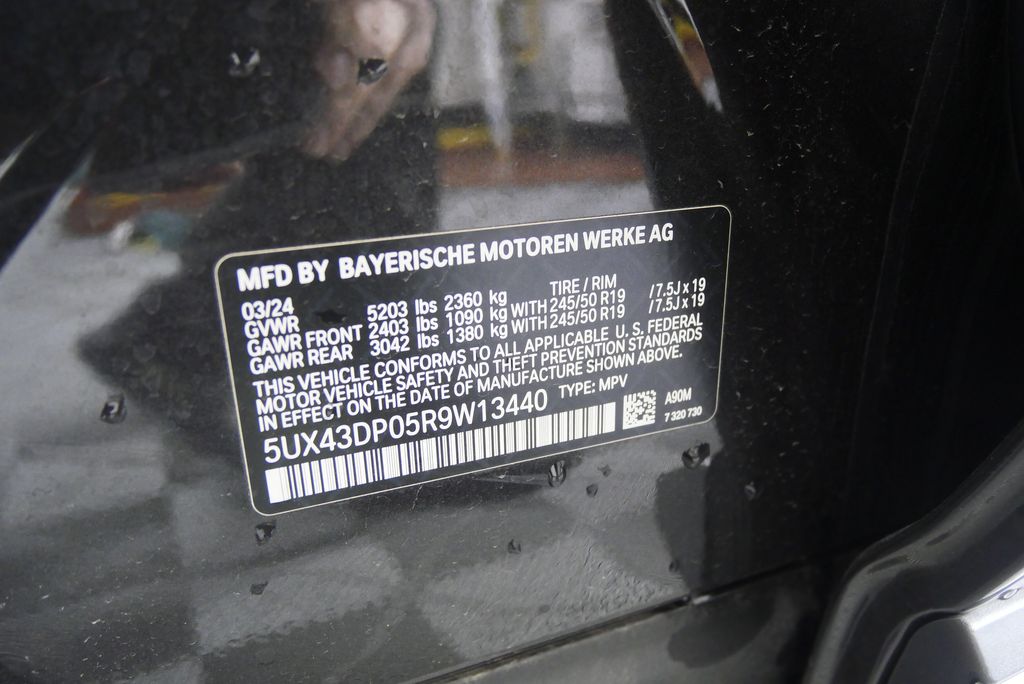 MFD BY BAYERISCHE MOTOREN WERKE AG
03/24 TIRE / RIM
GVWR 5203 lbs 2360 kg
GAWR FRONT 2403 lbs 1090 kg WITH 245/50 R19 / 7.5J x 19
GAWR REAR 3042 lbs 1380 kg WITH 245/50 R19 / 7.5J x 19
THIS VEHICLE CONFORMS TO ALL APPLICABLE U. S. FEDERAL
MOTOR VEHICLE SAFETY AND THEFT PREVENTION STANDARDS
IN EFFECT ON THE DATE OF MANUFACTURE SHOWN ABOVE.
5UX43DP05R9W13440 TYPE: MPV
A90M
7 320 730